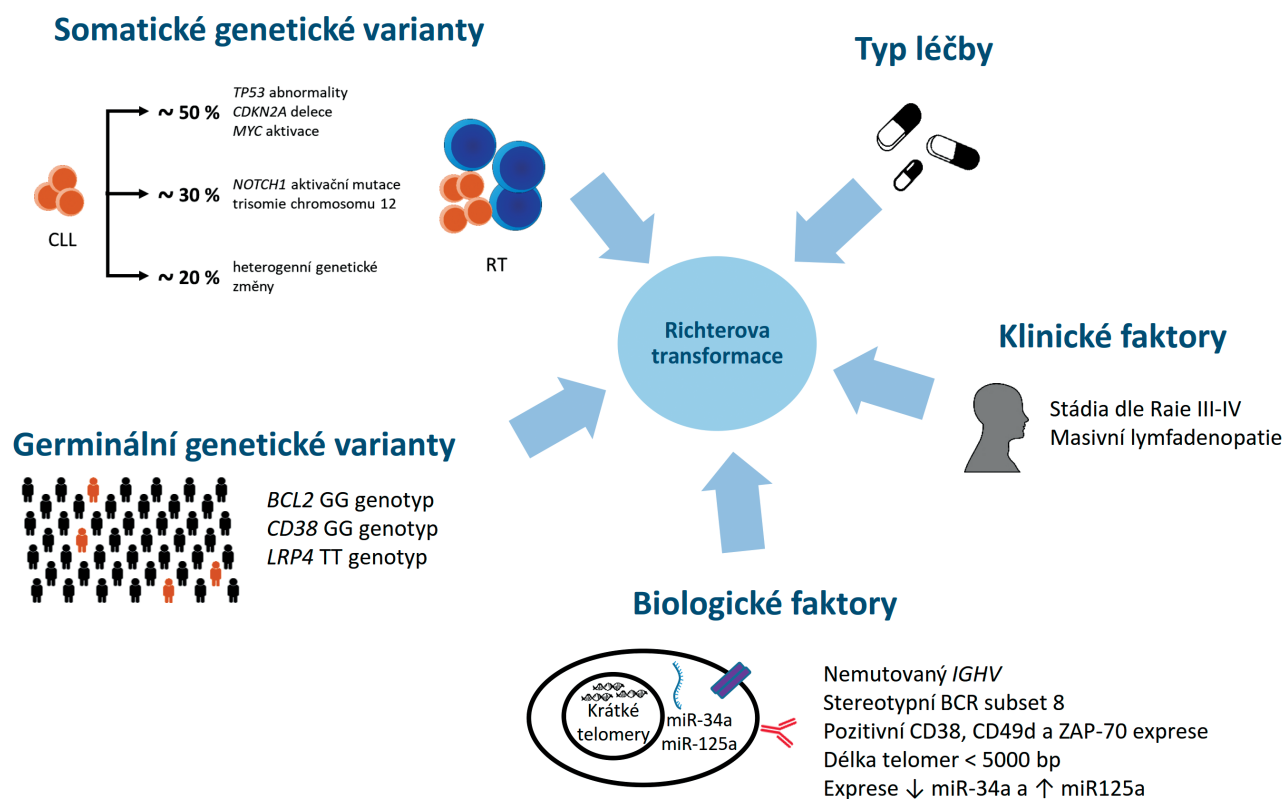 Somatické genetické varianty
CLL
~ 50 %
TP53 abnormality
CDKN2A delece
MYC aktivace
~ 30 %
NOTCH1 aktivační mutace
trisomie chromosomu 12
~ 20 %
heterogenní genetické
změny
RT
Typ léčby
Richterova
transformace
Klinické faktory
Stádia dle Raie III-IV
Masivní lymfadenopatie
Germinální genetické varianty
BCL2 GG genotyp
CD38 GG genotyp
LRP4 TT genotyp
Biologické faktory
Krátké
telomery
miR-34a
miR-125a
Nemutovaný IGHV
Stereotypní BCR subset 8
Pozitivní CD38, CD49d a ZAP-70 exprese
Délka telomer < 5000 bp
Exprese ↓ miR-34a a ↑ miR125a